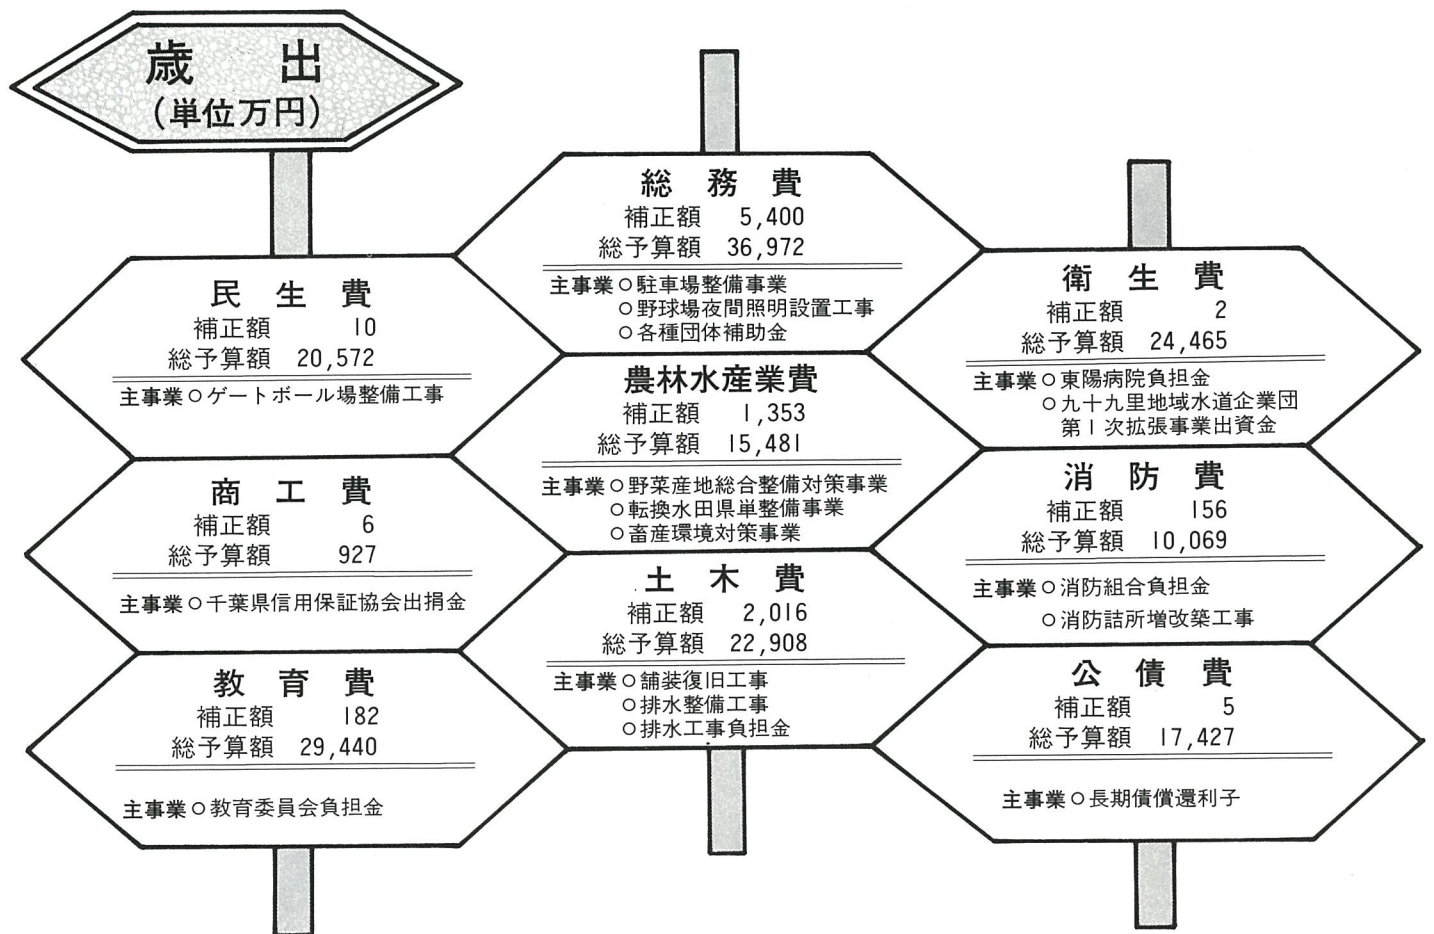 歳出
(単位万円)
民生費
補正額 10
総予算額 20,572
主事業○ゲートボール場整備工事
商工費
補正額 6
総予算額 927
主事業○千葉県信用保証協会出捐金
教育費
補正額 182
総予算額 29,440
主事業○教育委員会負担金
総務費
補正額 5,400
総予算額 36,972
主事業○駐車場整備事業
○野球場夜間照明設置工事
○各種団体補助金
農林水産業費
補正額 1,353
総予算額 15,481
主事業○野菜産地総合整備対策事業
○転換水田県単整備事業
○畜産環境対策事業
土木費
補正額 2,016
総予算額 22,908
主事業○舗装復旧工事
○排水整備工事
○排水工事負担金
衛生費
補正額 2
総予算額 24,465
主事業○東陽病院負担金
○九十九里地域水道企業団
第1次拡張事業出資金
消防費
補正額 156
総予算額 10,069
主事業○消防組合負担金
○消防詰所増改築工事
公債費
補正額 5
総予算額 17,427
主事業○長期債償還利子